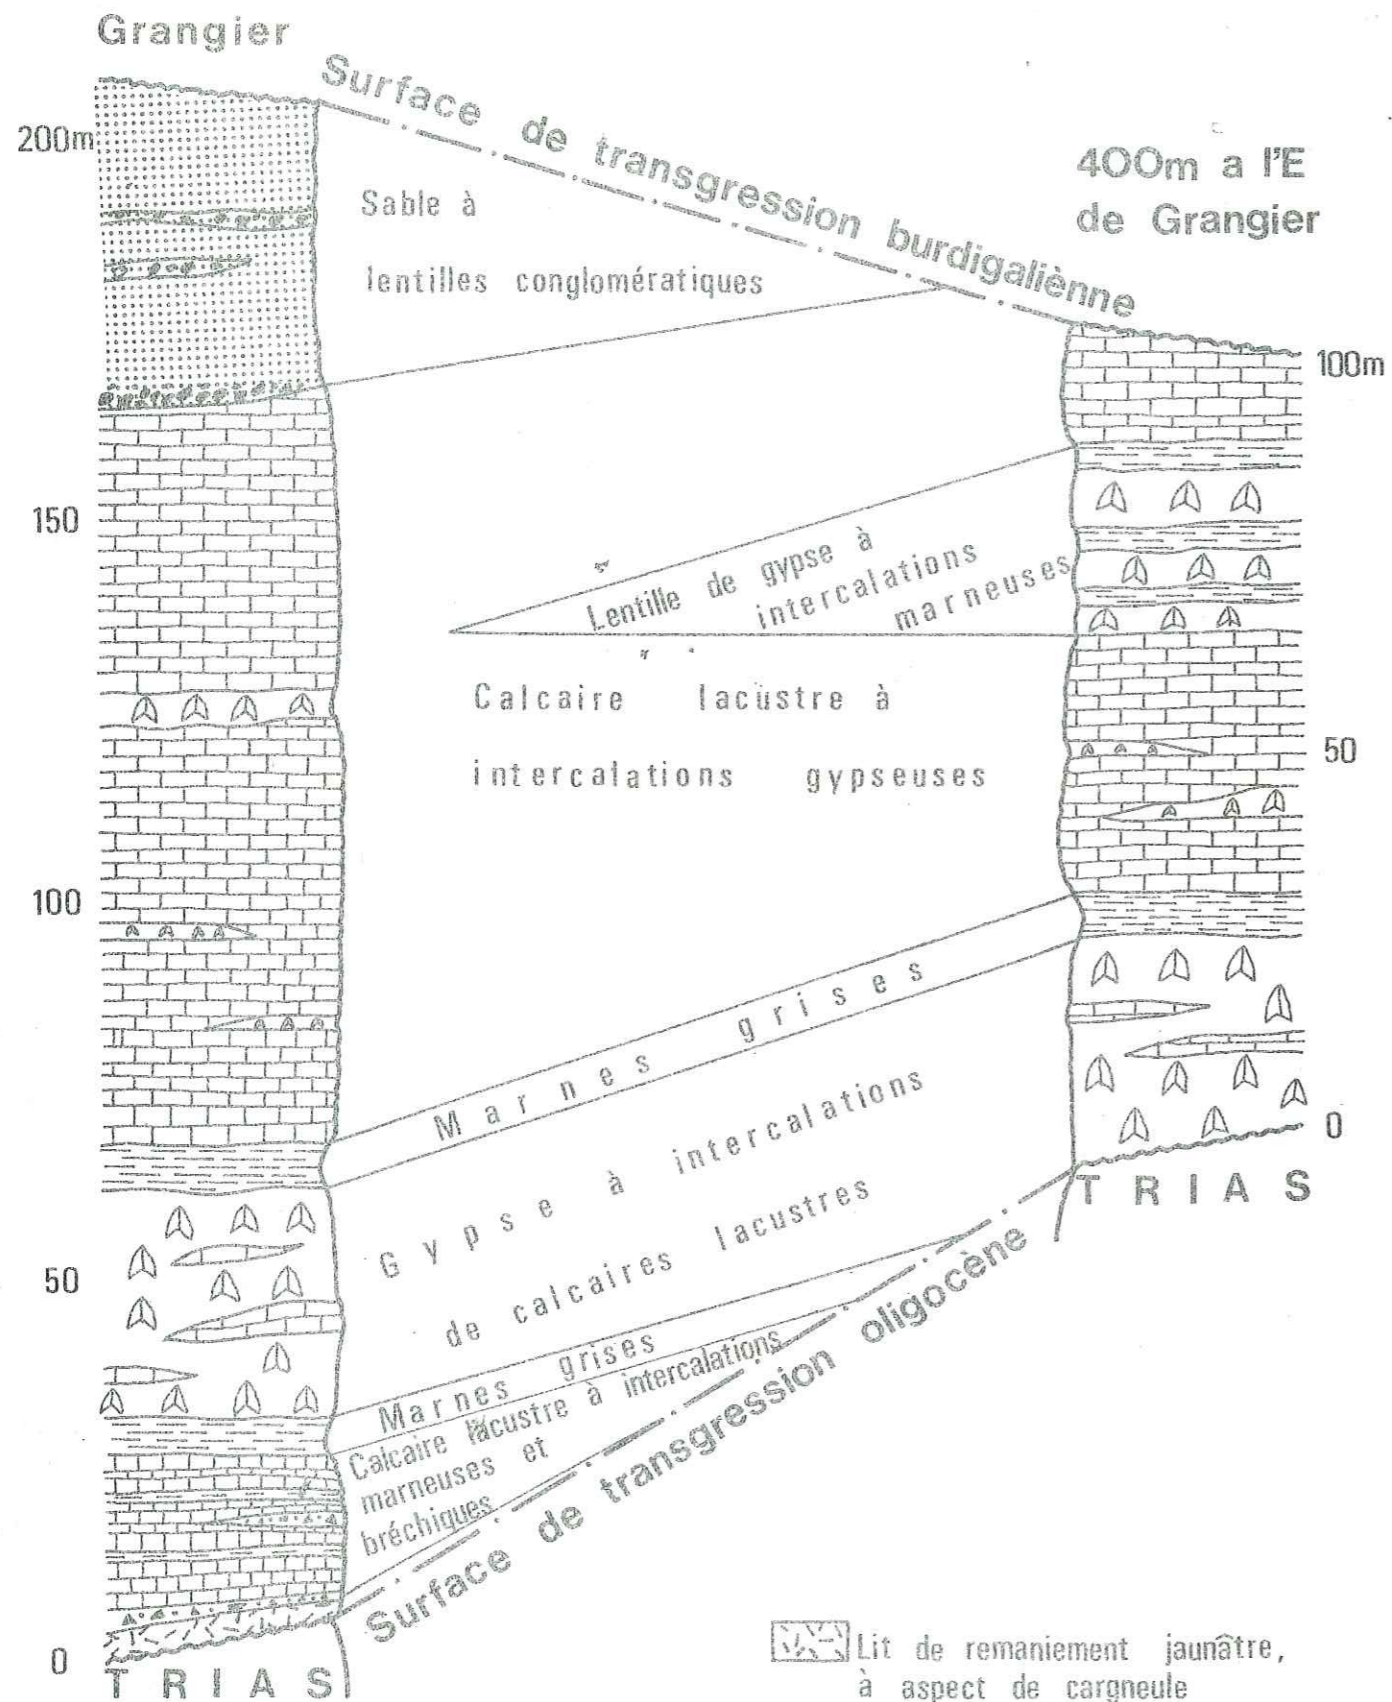 Grangier
Surface de transgression burdigaliènne
200m
400m a l'E
de Grangier
Sable à
lentilles conglomératiques
100m
150
Lentille de gypse à
intercalations
marneuses
Calcaire lacustre à
intercalations gypseuses
50
100
Marnes grises
Gypse à intercalations
de calcaires lacustres
0
TRIAS
50
Marnes grises
Calcaire lacustre à intercalations
marneuses et
bréchiques
Surface de transgression oligocène
0
TRIAS
Lit de remaniement jaunâtre,
à aspect de cargneule